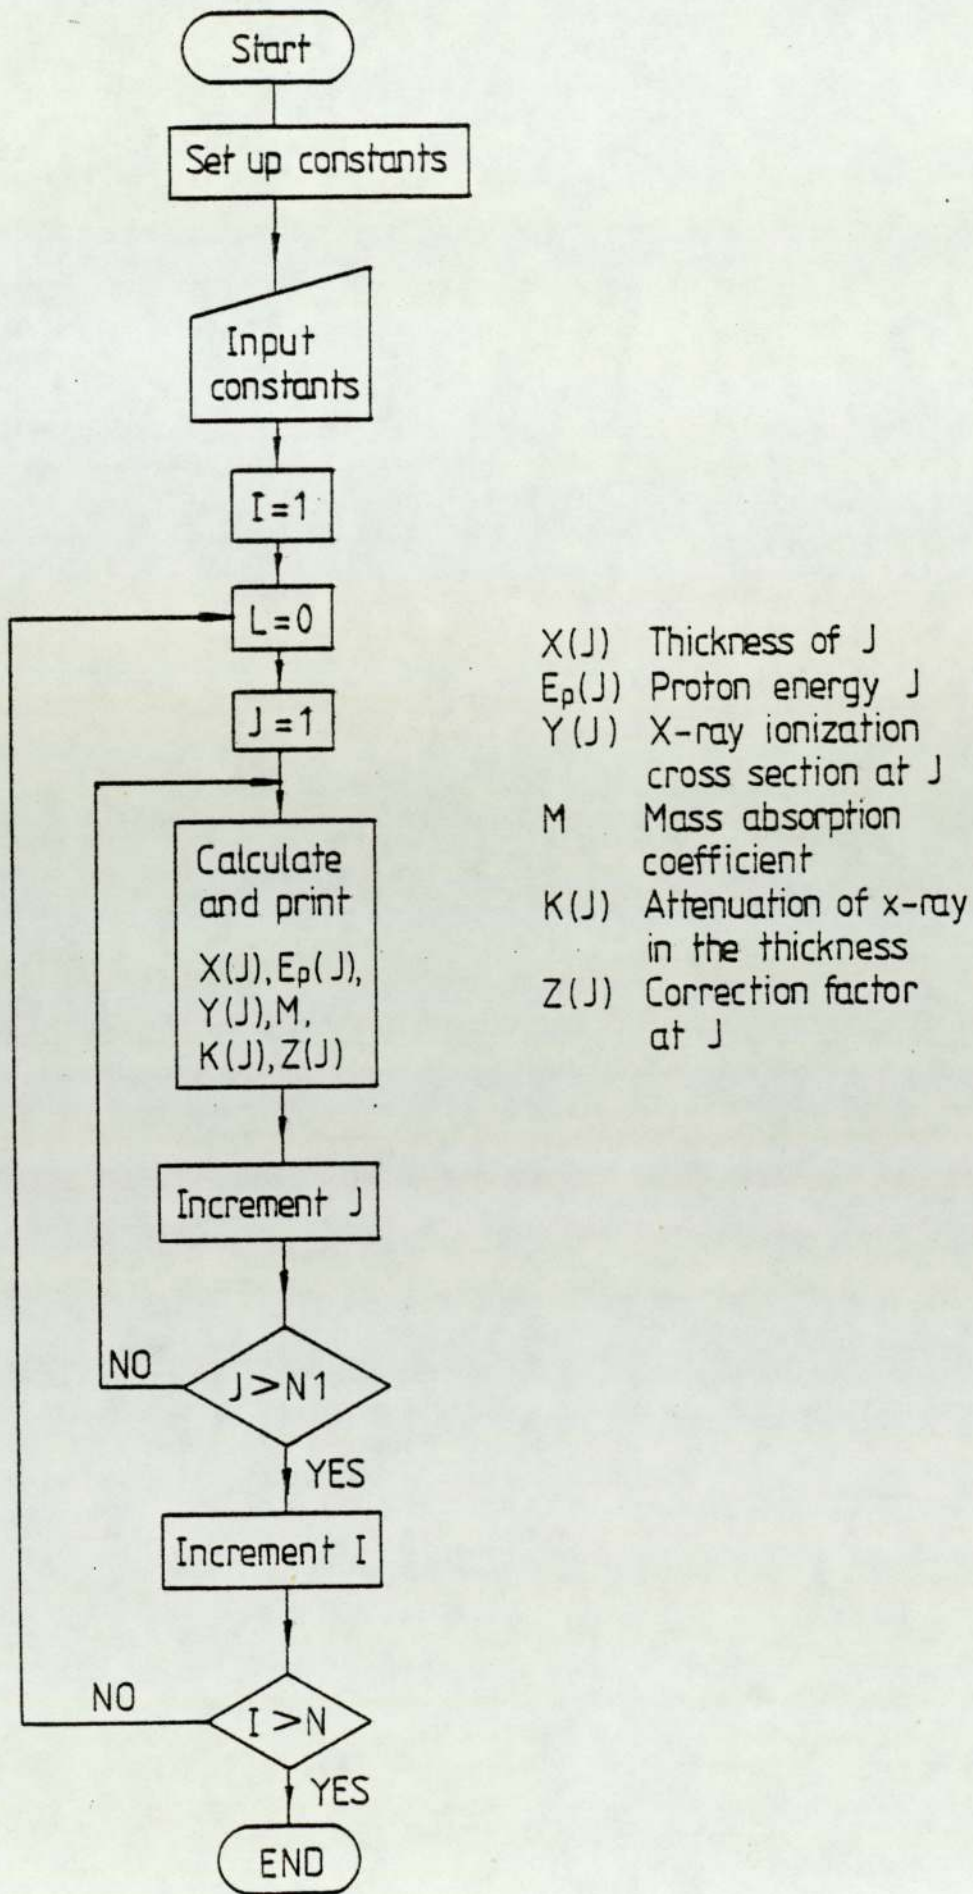 Start
Set up constants
Input
constants
I=1
L=0
J=1
Calculate
and print
X(J),Ep(J),
Y(J),M,
K(J),Z(J)
Increment J
J>N1
NO
YES
Increment I
I>N
NO
YES
END
X(J) Thickness of J
Ep(J) Proton energy J
Y(J) X-ray ionization
cross section at J
M Mass absorption
coefficient
K(J) Attenuation of x-ray
in the thickness
Z(J) Correction factor
at J